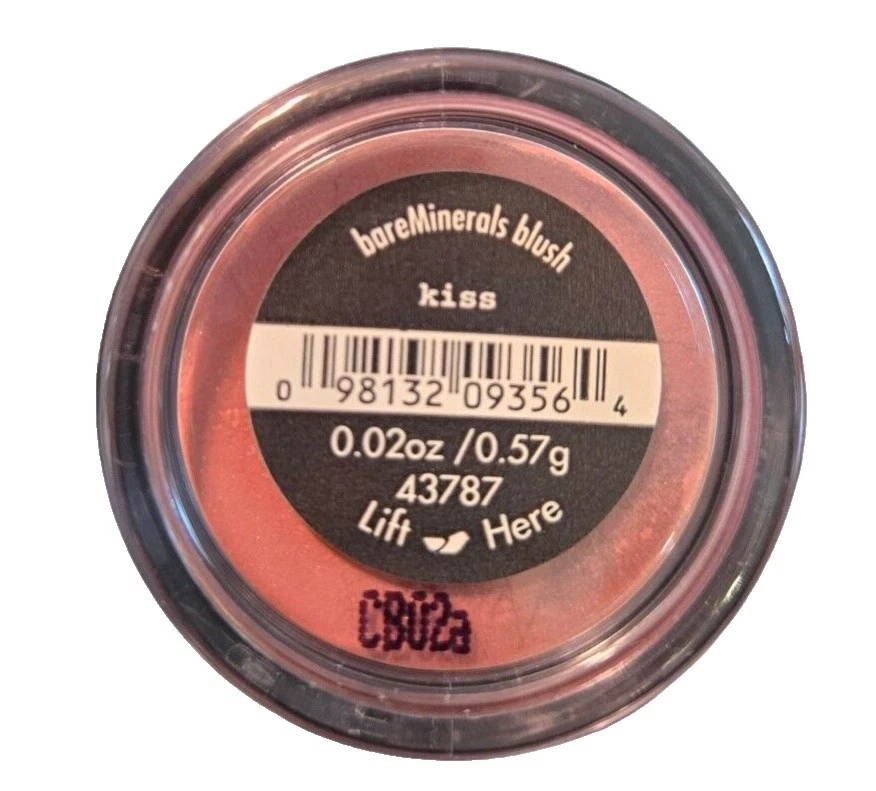 bareMinerals blush
kiss
0 98132 09356 4
0.02oz /0.57g
43787
Lift Here
CB02a